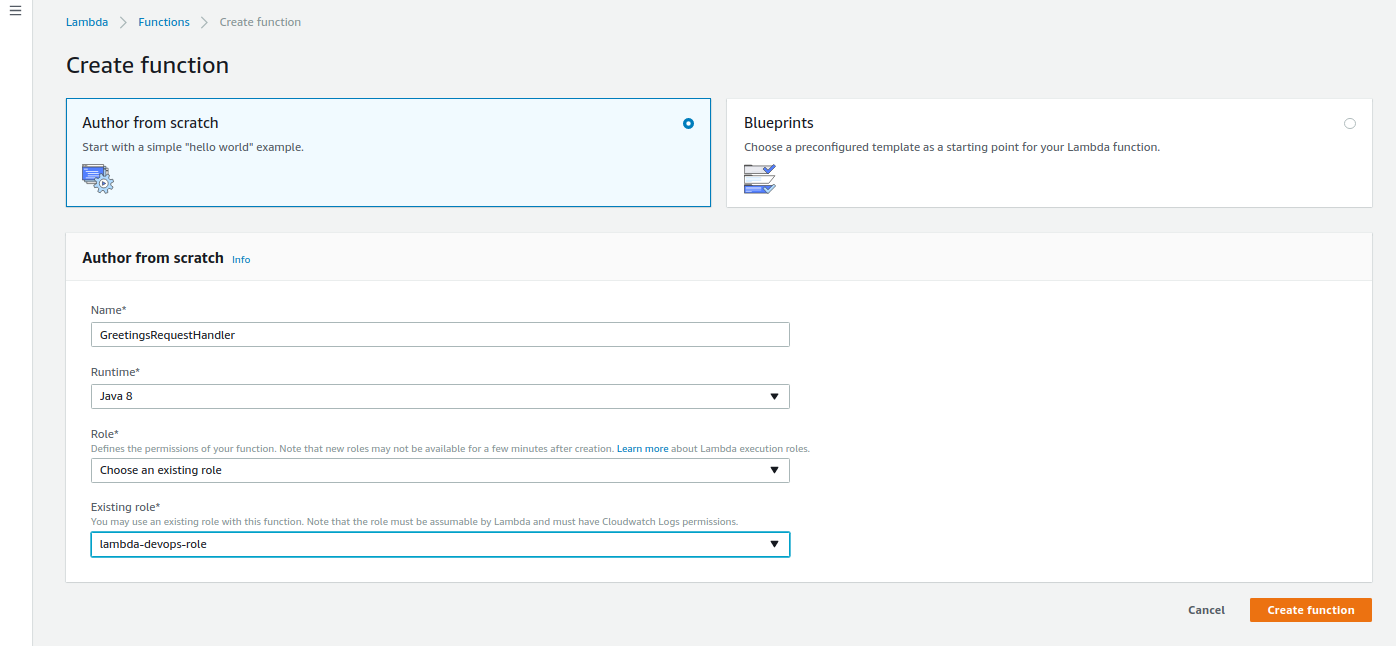 Lambda > Functions > Create function
Create function
Author from scratch
Start with a simple "hello world" example.
Blueprints
Choose a preconfigured template as a starting point for your Lambda function.
Author from scratch Info
Name*
GreetingsRequestHandler
Runtime*
Java 8
Role*
Defines the permissions of your function. Note that new roles may not be available for a few minutes after creation. Learn more about Lambda execution roles.
Choose an existing role
Existing role*
You may use an existing role with this function. Note that the role must be assumable by Lambda and must have Cloudwatch Logs permissions.
lambda-devops-role
Cancel Create function